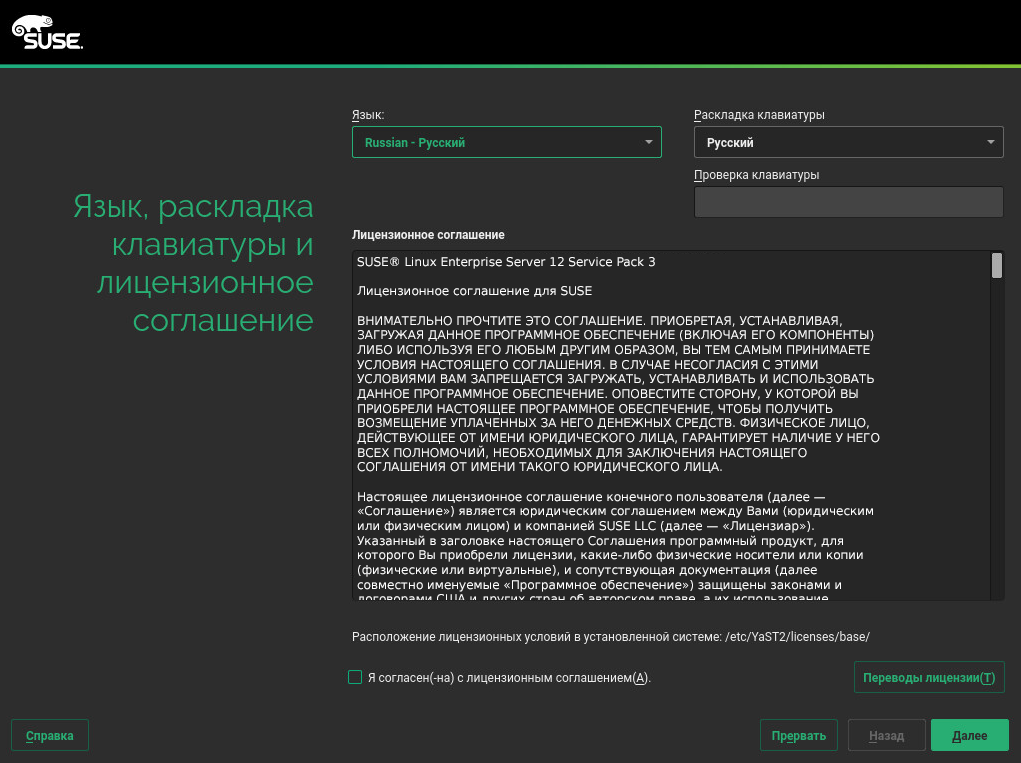 SUSE.
Язык, раскладка
клавиатуры и
лицензионное
соглашение
Язык:
Russian - Русский
Раскладка клавиатуры
Русский
Проверка клавиатуры
Лицензионное соглашение
SUSE® Linux Enterprise Server 12 Service Pack 3
Лицензионное соглашение для SUSE
ВНИМАТЕЛЬНО ПРОЧТИТЕ ЭТО СОГЛАШЕНИЕ. ПРИОБРЕТАЯ, УСТАНАВЛИВАЯ,
ЗАГРУЖАЯ ДАННОЕ ПРОГРАММНОЕ ОБЕСПЕЧЕНИЕ (ВКЛЮЧАЯ ЕГО КОМПОНЕНТЫ)
ЛИБО ИСПОЛЬЗУЯ ЕГО ЛЮБЫМ ДРУГИМ ОБРАЗОМ, ВЫ ТЕМ САМЫМ ПРИНИМАЕТЕ
УСЛОВИЯ НАСТОЯЩЕГО СОГЛАШЕНИЯ. В СЛУЧАЕ НЕСОГЛАСИЯ С ЭТИМИ
УСЛОВИЯМИ ВАМ ЗАПРЕЩАЕТСЯ ЗАГРУЖАТЬ, УСТАНАВЛИВАТЬ И ИСПОЛЬЗОВАТЬ
ДАННОЕ ПРОГРАММНОЕ ОБЕСПЕЧЕНИЕ. ОПОВЕСТИТЕ СТОРОНУ, У КОТОРОЙ ВЫ
ПРИОБРЕЛИ НАСТОЯЩЕЕ ПРОГРАММНОЕ ОБЕСПЕЧЕНИЕ, ЧТОБЫ ПОЛУЧИТЬ
ВОЗМЕЩЕНИЕ УПЛАЧЕННЫХ ЗА НЕГО ДЕНЕЖНЫХ СРЕДСТВ. ФИЗИЧЕСКОЕ ЛИЦО,
ДЕЙСТВУЮЩЕЕ ОТ ИМЕНИ ЮРИДИЧЕСКОГО ЛИЦА, ГАРАНТИРУЕТ НАЛИЧИЕ У НЕГО
ВСЕХ ПОЛНОМОЧИЙ, НЕОБХОДИМЫХ ДЛЯ ЗАКЛЮЧЕНИЯ НАСТОЯЩЕГО
СОГЛАШЕНИЯ ОТ ИМЕНИ ТАКОГО ЮРИДИЧЕСКОГО ЛИЦА.
Настоящее лицензионное соглашение конечного пользователя (далее —
«Соглашение») является юридическим соглашением между Вами (юридическим
или физическим лицом) и компанией SUSE LLC (далее — «Лицензиар»).
Указанный в заголовке настоящего Соглашения программный продукт, для
которого Вы приобрели лицензии, какие-либо физические носители или копии
(физические или виртуальные), и сопутствующая документация (далее
совместно именуемые «Программное обеспечение») защищены законами и
договорами США и других стран об авторском праве, а их использование
Расположение лицензионных условий в установленной системе: /etc/YaST2/licenses/base/
Я согласен(-на) с лицензионным соглашением(А).
Переводы лицензии(Т)
Справка
Прервать
Назад
Далее